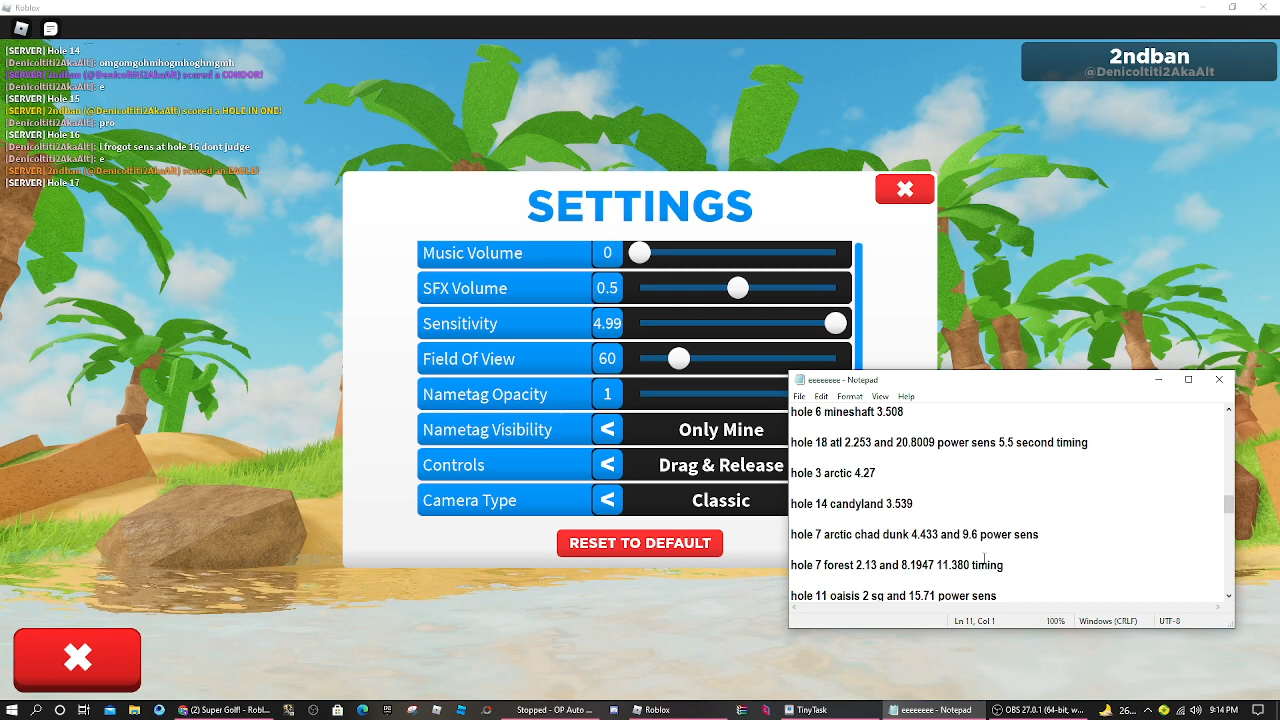 Roblox
[SERVER] Hole 14
[Denicoltiti2AkaAlt]: omgomgohmhogmhoghmgmh
[SERVER] 2ndban (@Denicoltiti2AkaAlt) scored a CONDOR!
[Denicoltiti2AkaAlt]: e
[SERVER] Hole 15
[SERVER] 2ndban (@Denicoltiti2AkaAlt) scored a HOLE IN ONE!
[Denicoltiti2AkaAlt]: pro
[SERVER] Hole 16
[Denicoltiti2AkaAlt]: i frogot sens at hole 16 dont judge
[Denicoltiti2AkaAlt]: e
[SERVER] 2ndban (@Denicoltiti2AkaAlt) scored an EAGLE!
[SERVER] Hole 17
2ndban
@Denicoltiti2AkaAlt
SETTINGS
Music Volume 0
SFX Volume 0.5
Sensitivity 4.99
Field Of View 60
Nametag Opacity 1
Nametag Visibility < Only Mine
Controls < Drag & Release
Camera Type < Classic
RESET TO DEFAULT
eeeeeeee - Notepad
File Edit Format View Help
hole 6 mineshaft 3.508
hole 18 atl 2.253 and 20.8009 power sens 5.5 second timing
hole 3 arctic 4.27
hole 14 candyland 3.539
hole 7 arctic chad dunk 4.433 and 9.6 power sens
hole 7 forest 2.13 and 8.1947 11.380 timing
hole 11 oaisis 2 sg and 15.71 power sens
Ln 11, Col 1 100% Windows (CRLF) UTF-8
(2) Super Golf! - Robl... Stopped - OP Auto ... Roblox TinyTask eeeeeeee - Notepad OBS 27.0.1 (64-bit, w... 26... 9:14 PM